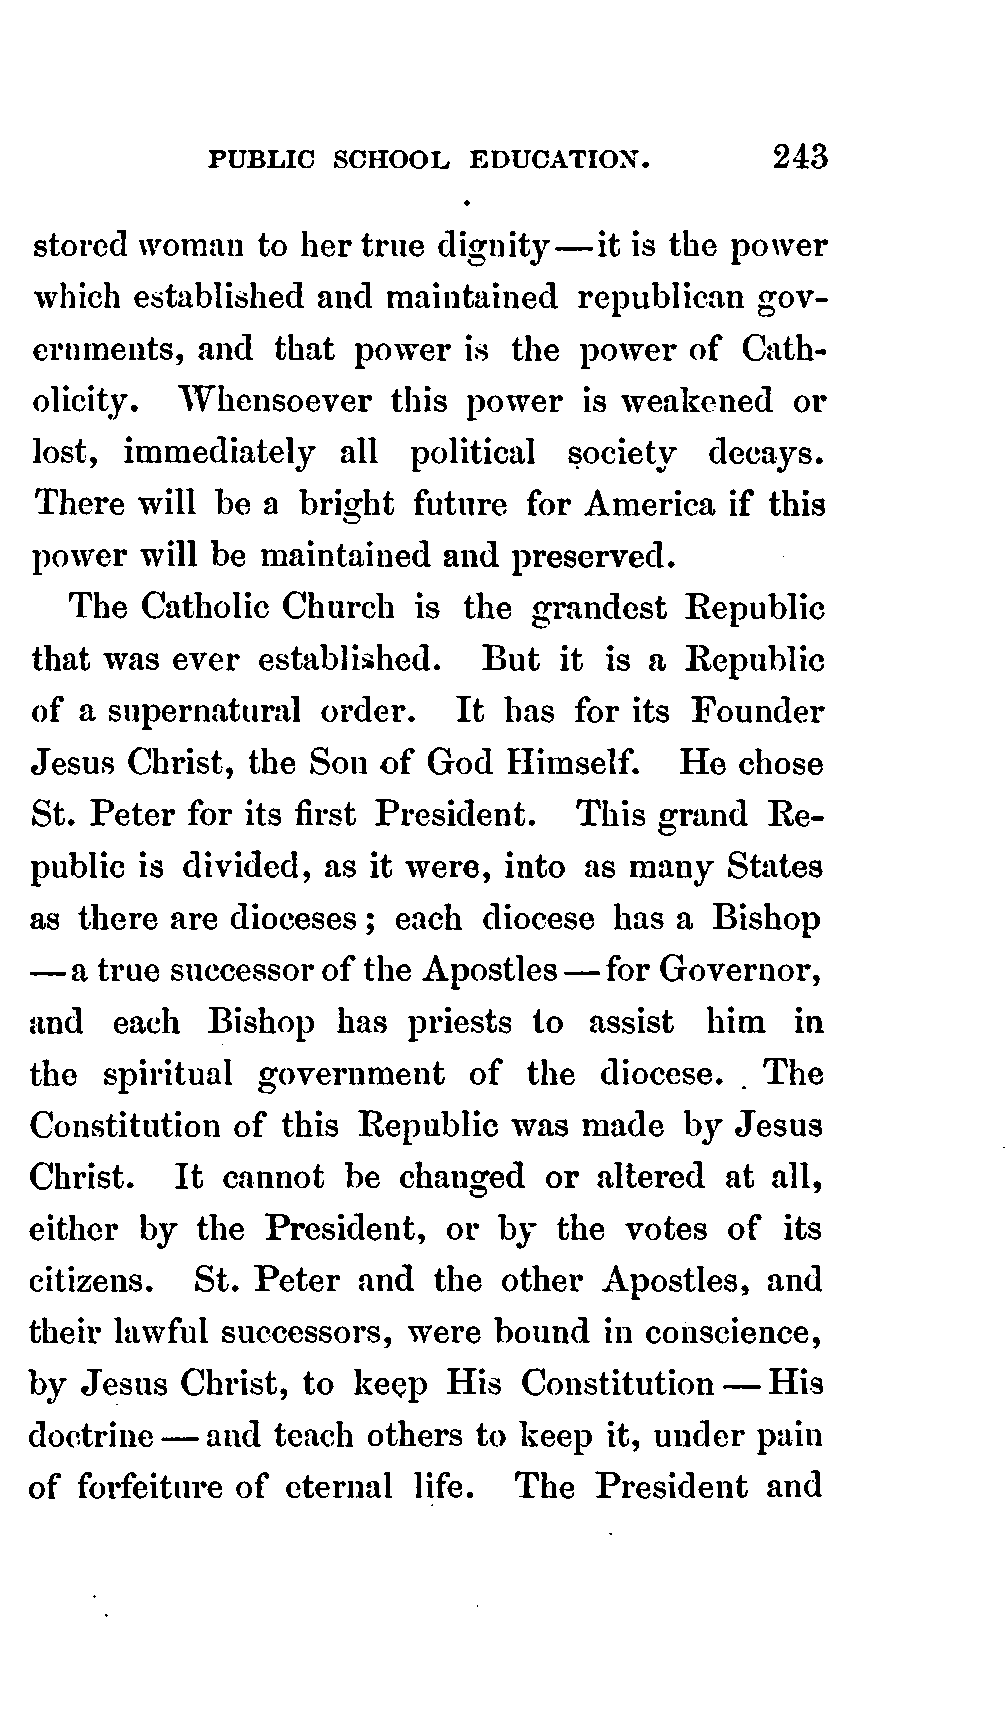 PUBLIC SCHOOL EDUCATION. 243
stored woman to her true dignity—it is the power
which established and maintained republican gov-
ernments, and that power is the power of Cath-
olicity. Whensoever this power is weakened or
lost, immediately all political society decays.
There will be a bright future for America if this
power will be maintained and preserved.
The Catholic Church is the grandest Republic
that was ever established. But it is a Republic
of a supernatural order. It has for its Founder
Jesus Christ, the Son of God Himself. He chose
St. Peter for its first President. This grand Re-
public is divided, as it were, into as many States
as there are dioceses; each diocese has a Bishop
—a true successor of the Apostles—for Governor,
and each Bishop has priests to assist him in
the spiritual government of the diocese. The
Constitution of this Republic was made by Jesus
Christ. It cannot be changed or altered at all,
either by the President, or by the votes of its
citizens. St. Peter and the other Apostles, and
their lawful successors, were bound in conscience,
by Jesus Christ, to keep His Constitution—His
doctrine—and teach others to keep it, under pain
of forfeiture of eternal life. The President and